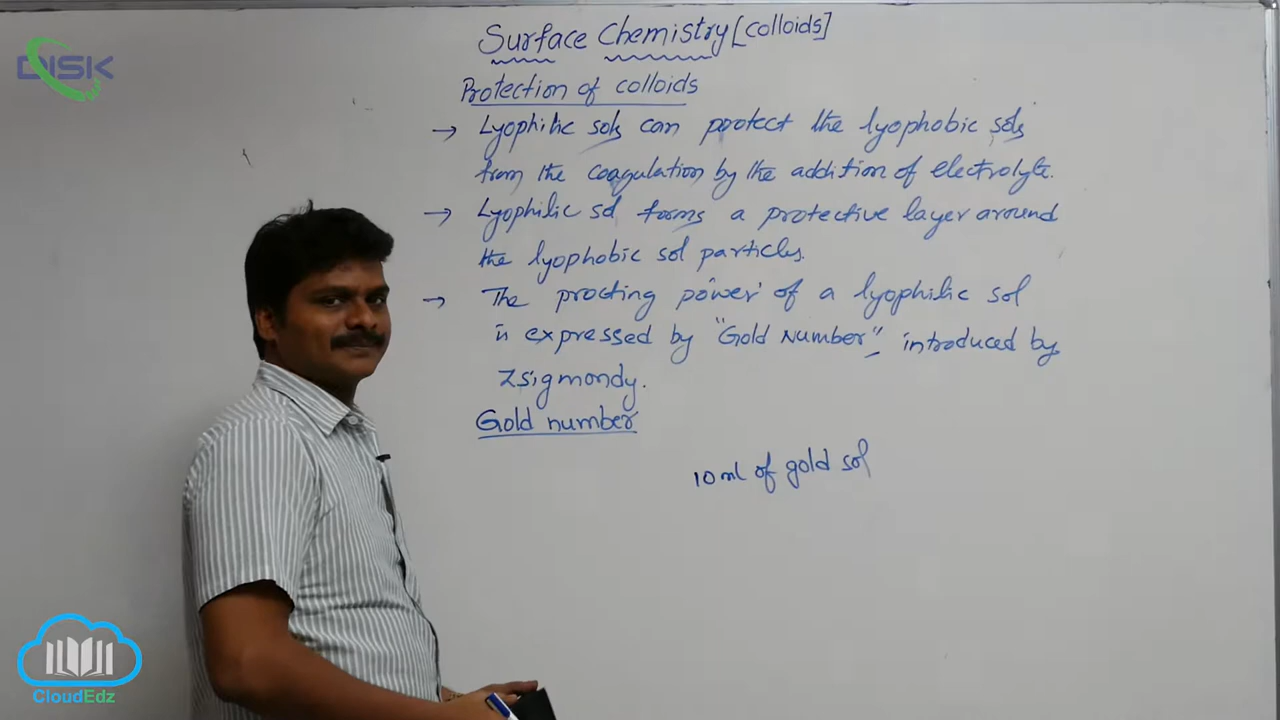 Surface Chemistry [colloids]
DISK
Protection of colloids
→ Lyophilic sols can protect the lyophobic sols
from the coagulation by the addition of electrolyte.
→ Lyophilic sol forms a protective layer around
the lyophobic sol particles.
→ The procting power of a lyophilic sol
is expressed by "Gold Number", introduced by
Zsigmondy.
Gold number
10 ml of gold sol
CloudEdz